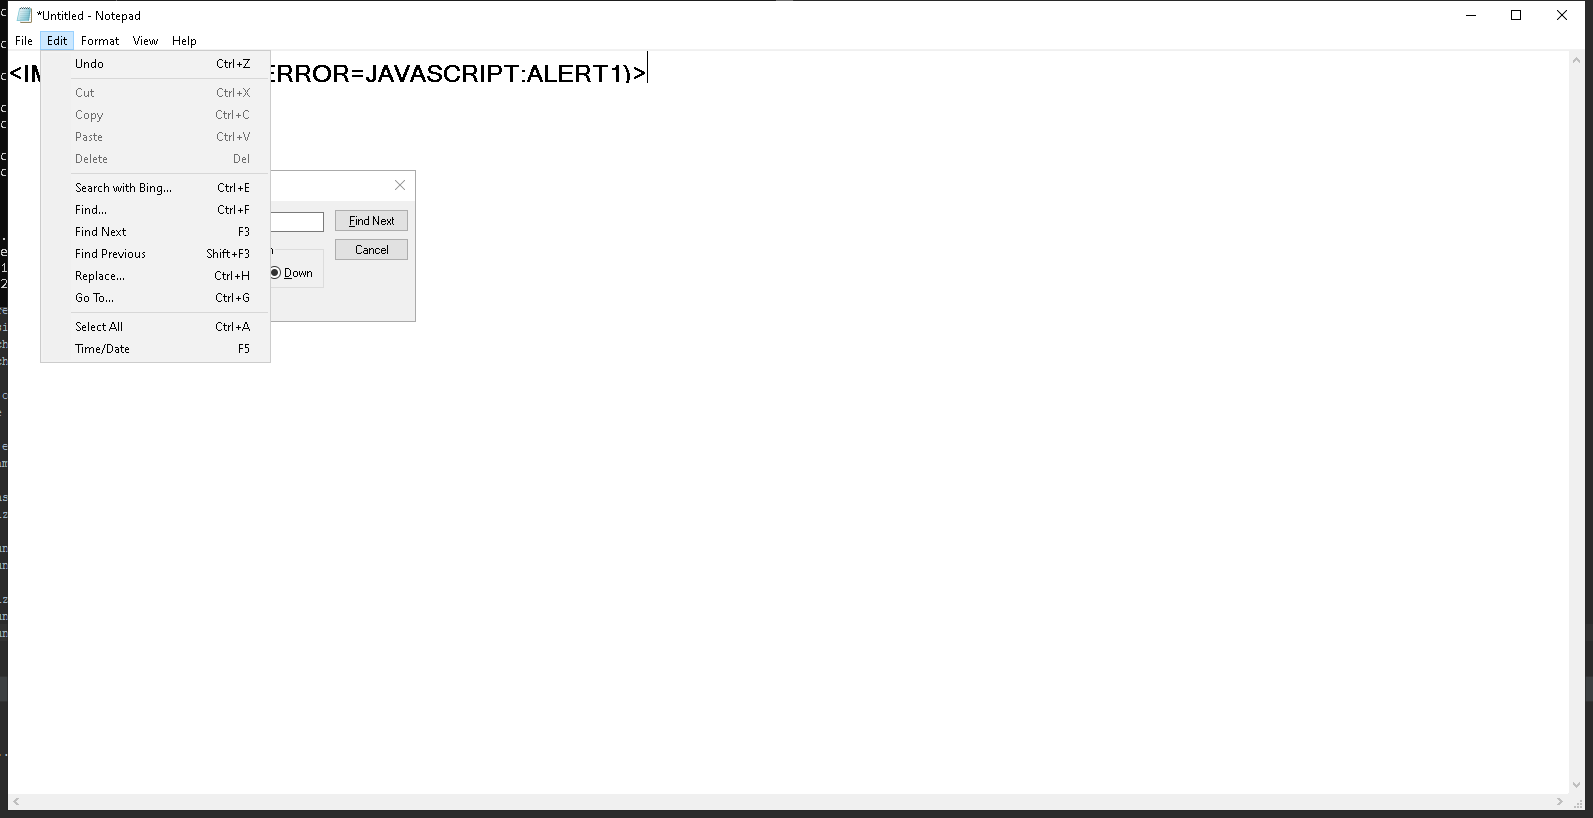 *Untitled - Notepad
File Edit Format View Help
<IM ERROR=JAVASCRIPT:ALERT1)>
Undo Ctrl+Z
Cut Ctrl+X
Copy Ctrl+C
Paste Ctrl+V
Delete Del
Search with Bing... Ctrl+E
Find... Ctrl+F
Find Next F3
Find Previous Shift+F3
Replace... Ctrl+H
Go To... Ctrl+G
Select All Ctrl+A
Time/Date F5
Find Next
Cancel
Down